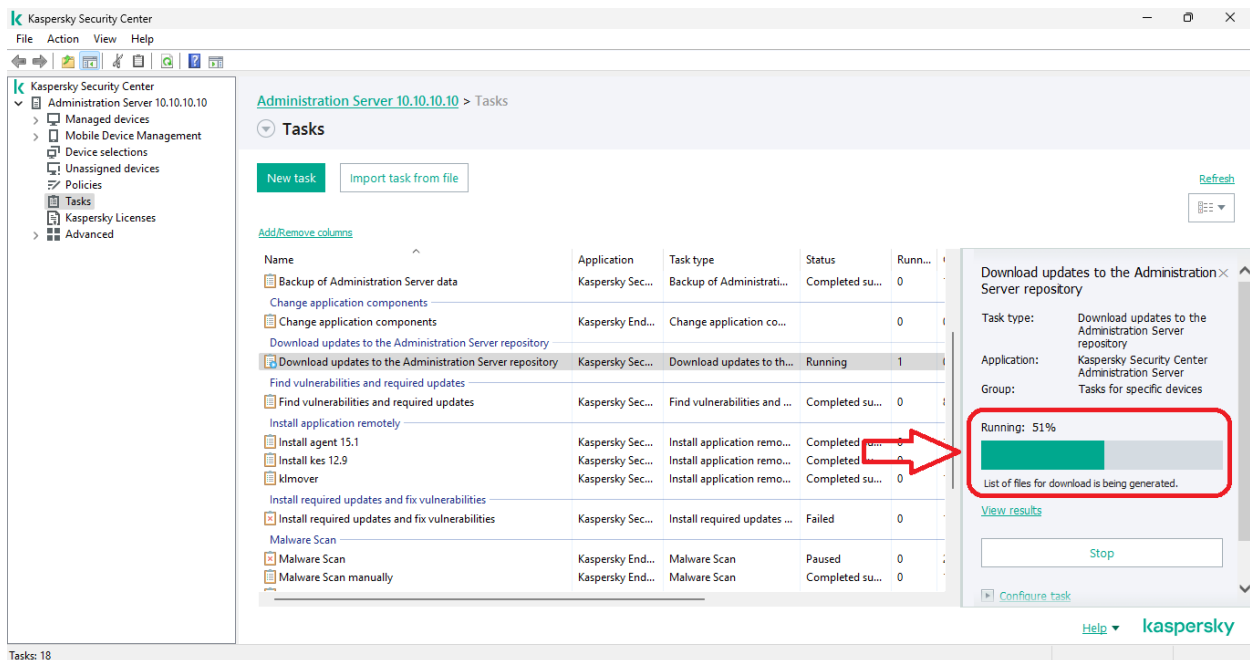 Kaspersky Security Center
File Action View Help
Kaspersky Security Center
Administration Server 10.10.10.10
Managed devices
Mobile Device Management
Device selections
Unassigned devices
Policies
Tasks
Kaspersky Licenses
Advanced
Administration Server 10.10.10.10 > Tasks
Tasks
New task Import task from file
Refresh
Add/Remove columns
Name Application Task type Status Runn...
Backup of Administration Server data Kaspersky Sec... Backup of Administrati... Completed su... 0
Change application components
Change application components Kaspersky End... Change application co... 0
Download updates to the Administration Server repository
Download updates to the Administration Server repository Kaspersky Sec... Download updates to th... Running 1
Find vulnerabilities and required updates
Find vulnerabilities and required updates Kaspersky Sec... Find vulnerabilities and ... Completed su... 0
Install application remotely
Install agent 15.1 Kaspersky Sec... Install application remo... Completed su... 0
Install kes 12.9 Kaspersky Sec... Install application remo... Completed
klmover Kaspersky Sec... Install application remo... Completed su... 0
Install required updates and fix vulnerabilities
Install required updates and fix vulnerabilities Kaspersky Sec... Install required updates ... Failed 0
Malware Scan
Malware Scan Kaspersky End... Malware Scan Paused 0
Malware Scan manually Kaspersky End... Malware Scan Completed su... 0
Download updates to the Administration
Server repository
Task type: Download updates to the
Administration Server
repository
Application: Kaspersky Security Center
Administration Server
Group: Tasks for specific devices
Running: 51%
List of files for download is being generated.
View results
Stop
Configure task
Help kaspersky
Tasks: 18